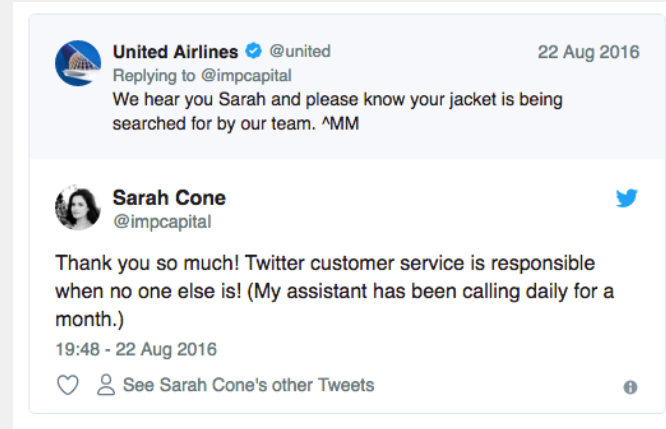 United Airlines @united 22 Aug 2016
Replying to @impcapital
We hear you Sarah and please know your jacket is being
searched for by our team. ^MM
Sarah Cone
@impcapital
Thank you so much! Twitter customer service is responsible
when no one else is! (My assistant has been calling daily for a
month.)
19:48 - 22 Aug 2016
See Sarah Cone's other Tweets